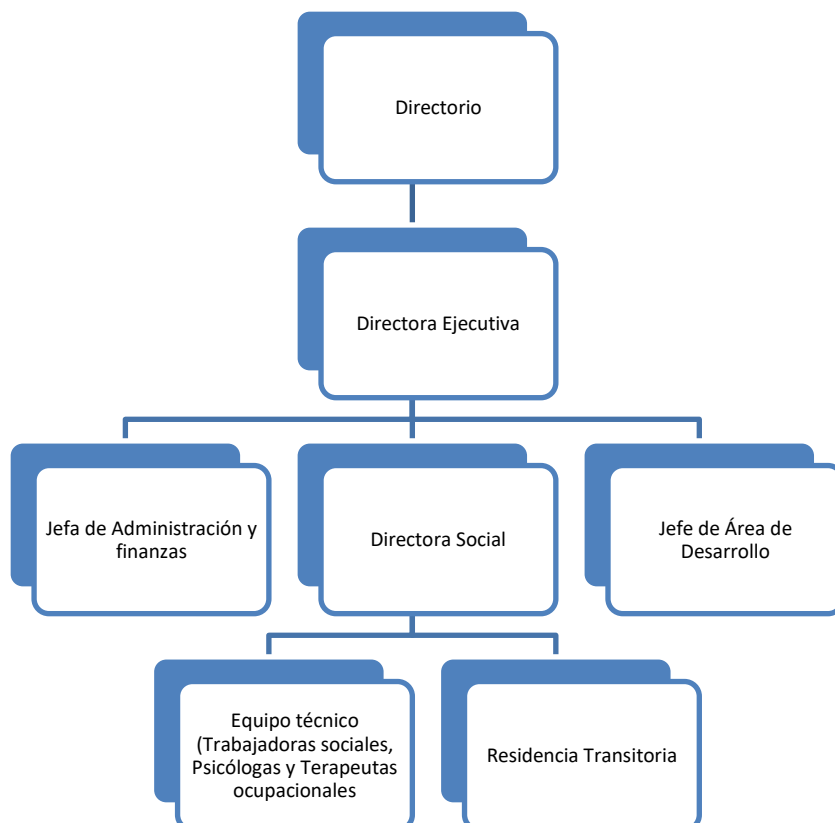 Directorio
Directora Ejecutiva
Jefa de Administración y
finanzas
Directora Social
Jefe de Área de
Desarrollo
Equipo técnico
(Trabajadoras sociales,
Psicólogas y Terapeutas
ocupacionales
Residencia Transitoria